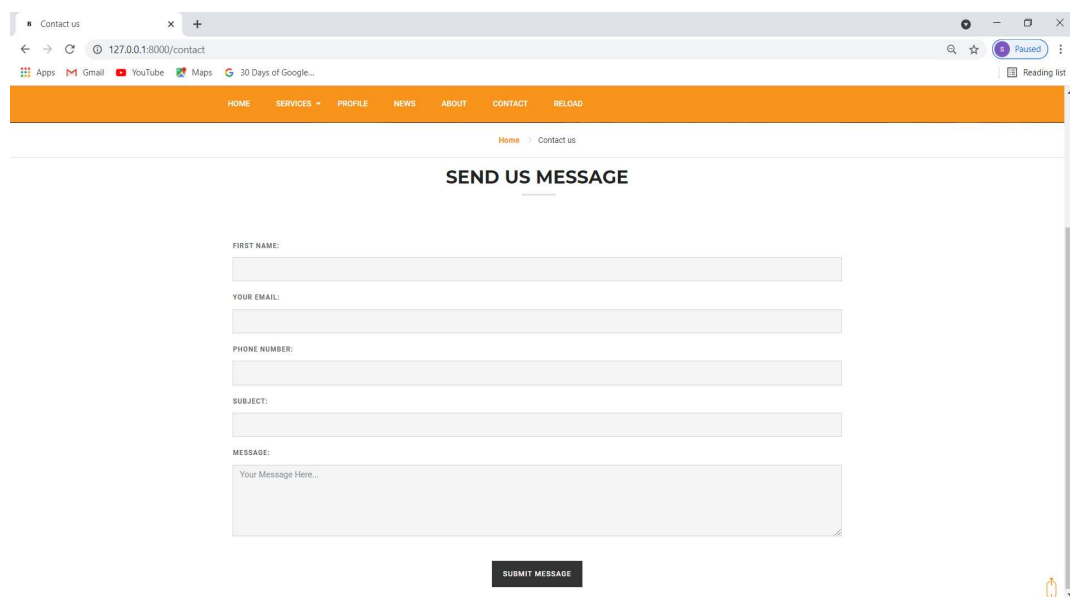 B Contact us
127.0.0.1:8000/contact
S Paused
Apps Gmail YouTube Maps G 30 Days of Google... Reading list
HOME SERVICES PROFILE NEWS ABOUT CONTACT RELOAD
Home > Contact us
SEND US MESSAGE
FIRST NAME:
YOUR EMAIL:
PHONE NUMBER:
SUBJECT:
MESSAGE:
Your Message Here...
SUBMIT MESSAGE